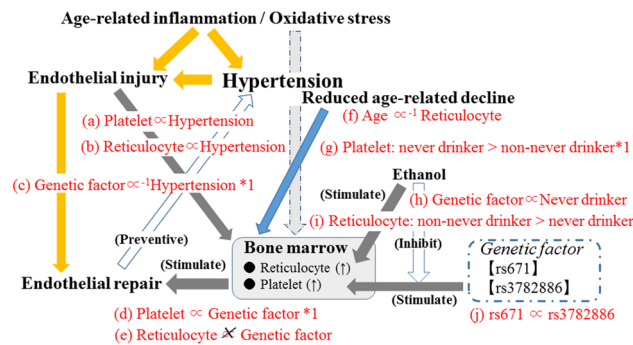 Age-related inflammation / Oxidative stress
Endothelial injury
Hypertension
Reduced age-related decline
(a) Platelet∝Hypertension
(f) Age ∝⁻¹ Reticulocyte
(b) Reticulocyte∝Hypertension
(g) Platelet: never drinker > non-never drinker*1
Ethanol
(c) Genetic factor∝⁻¹Hypertension *1
(Stimulate)
(h) Genetic factor∝Never drinker
(i) Reticulocyte: non-never drinker > never drinker
(Preventive)
Bone marrow
(Inhibit)
Genetic factor
● Reticulocyte (↑)
【rs671】
(Stimulate)
Endothelial repair
● Platelet (↑)
【rs3782886】
(Stimulate)
(d) Platelet ∝ Genetic factor *1
(j) rs671 ∝ rs3782886
(e) Reticulocyte ∝̸ Genetic factor